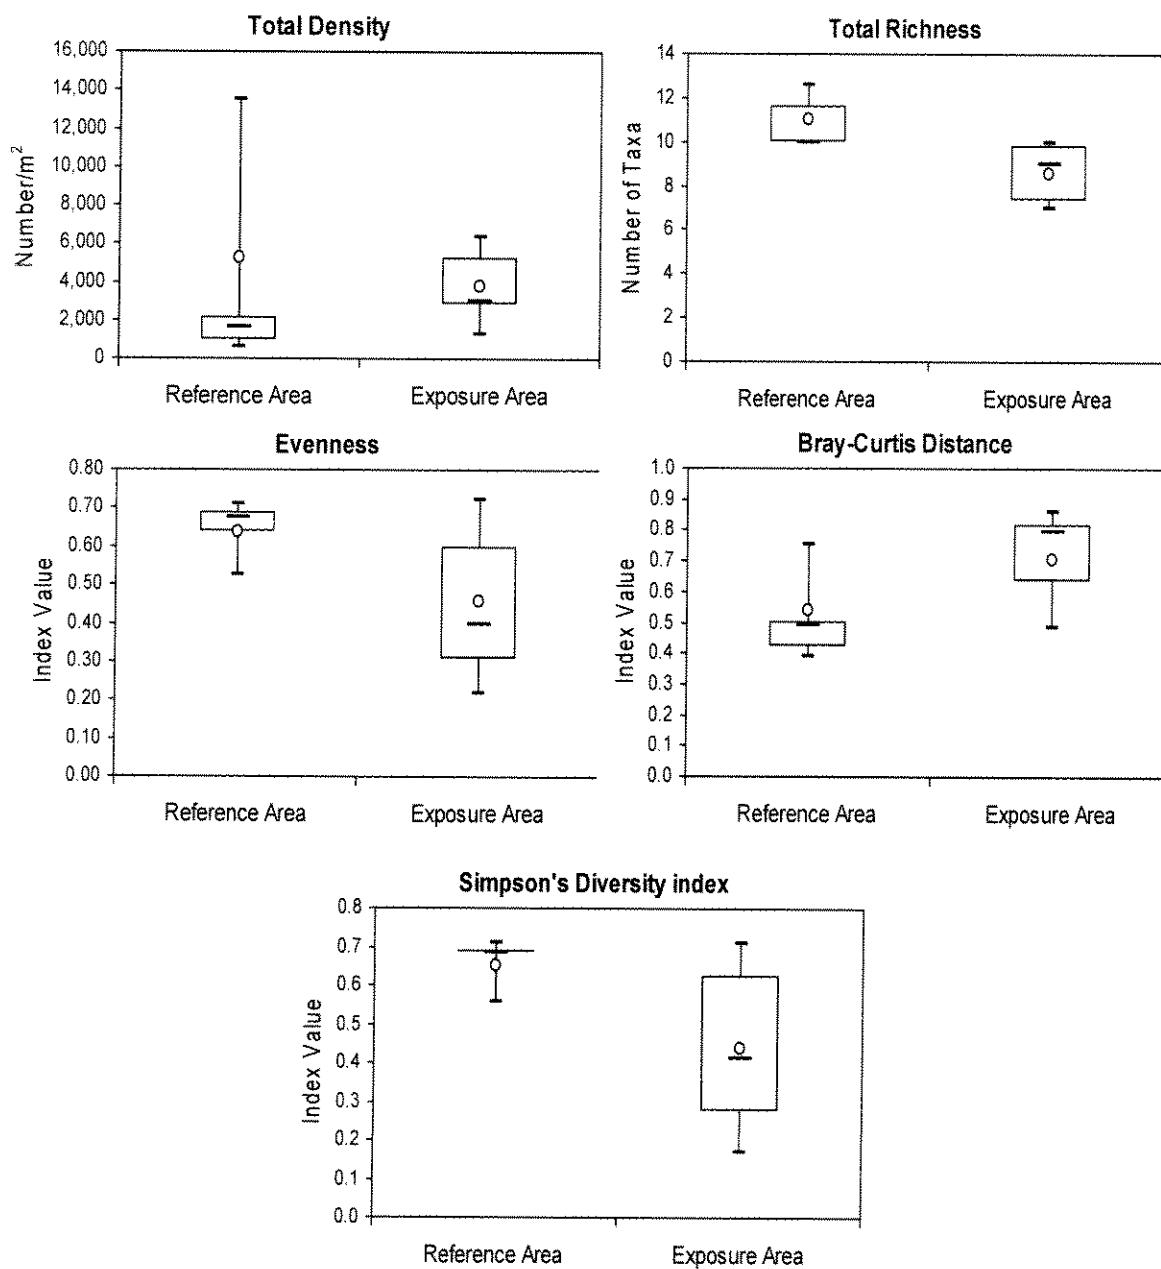 Total Density
16,000
14,000
12,000
10,000
8,000
6,000
4,000
2,000
0
Number/m²
Reference Area
Exposure Area
Total Richness
14
12
10
8
6
4
2
0
Number of Taxa
Reference Area
Exposure Area
Evenness
0.80
0.70
0.60
0.50
0.40
0.30
0.20
0.10
0.00
Index Value
Reference Area
Exposure Area
Bray-Curtis Distance
1.0
0.9
0.8
0.7
0.6
0.5
0.4
0.3
0.2
0.1
0.0
Index Value
Reference Area
Exposure Area
Simpson's Diversity index
0.8
0.7
0.6
0.5
0.4
0.3
0.2
0.1
0.0
Index Value
Reference Area
Exposure Area